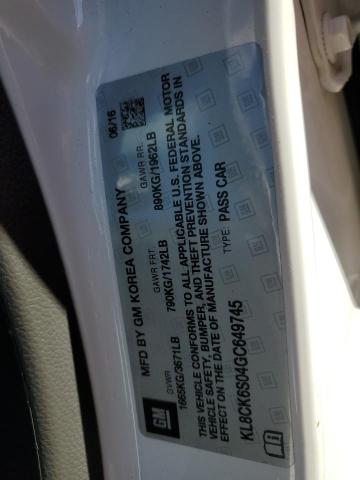 MFD BY GM KOREA COMPANY 06/16
GVWR GAWR FRT GAWR RR.
1665KG/3671LB 790KG/1742LB 890KG/1962LB
THIS VEHICLE CONFORMS TO ALL APPLICABLE U.S. FEDERAL MOTOR
VEHICLE SAFETY, BUMPER, AND THEFT PREVENTION STANDARDS IN
EFFECT ON THE DATE OF MANUFACTURE SHOWN ABOVE.
TYPE: PASS CAR
KL8CK6S04GC649745
GM